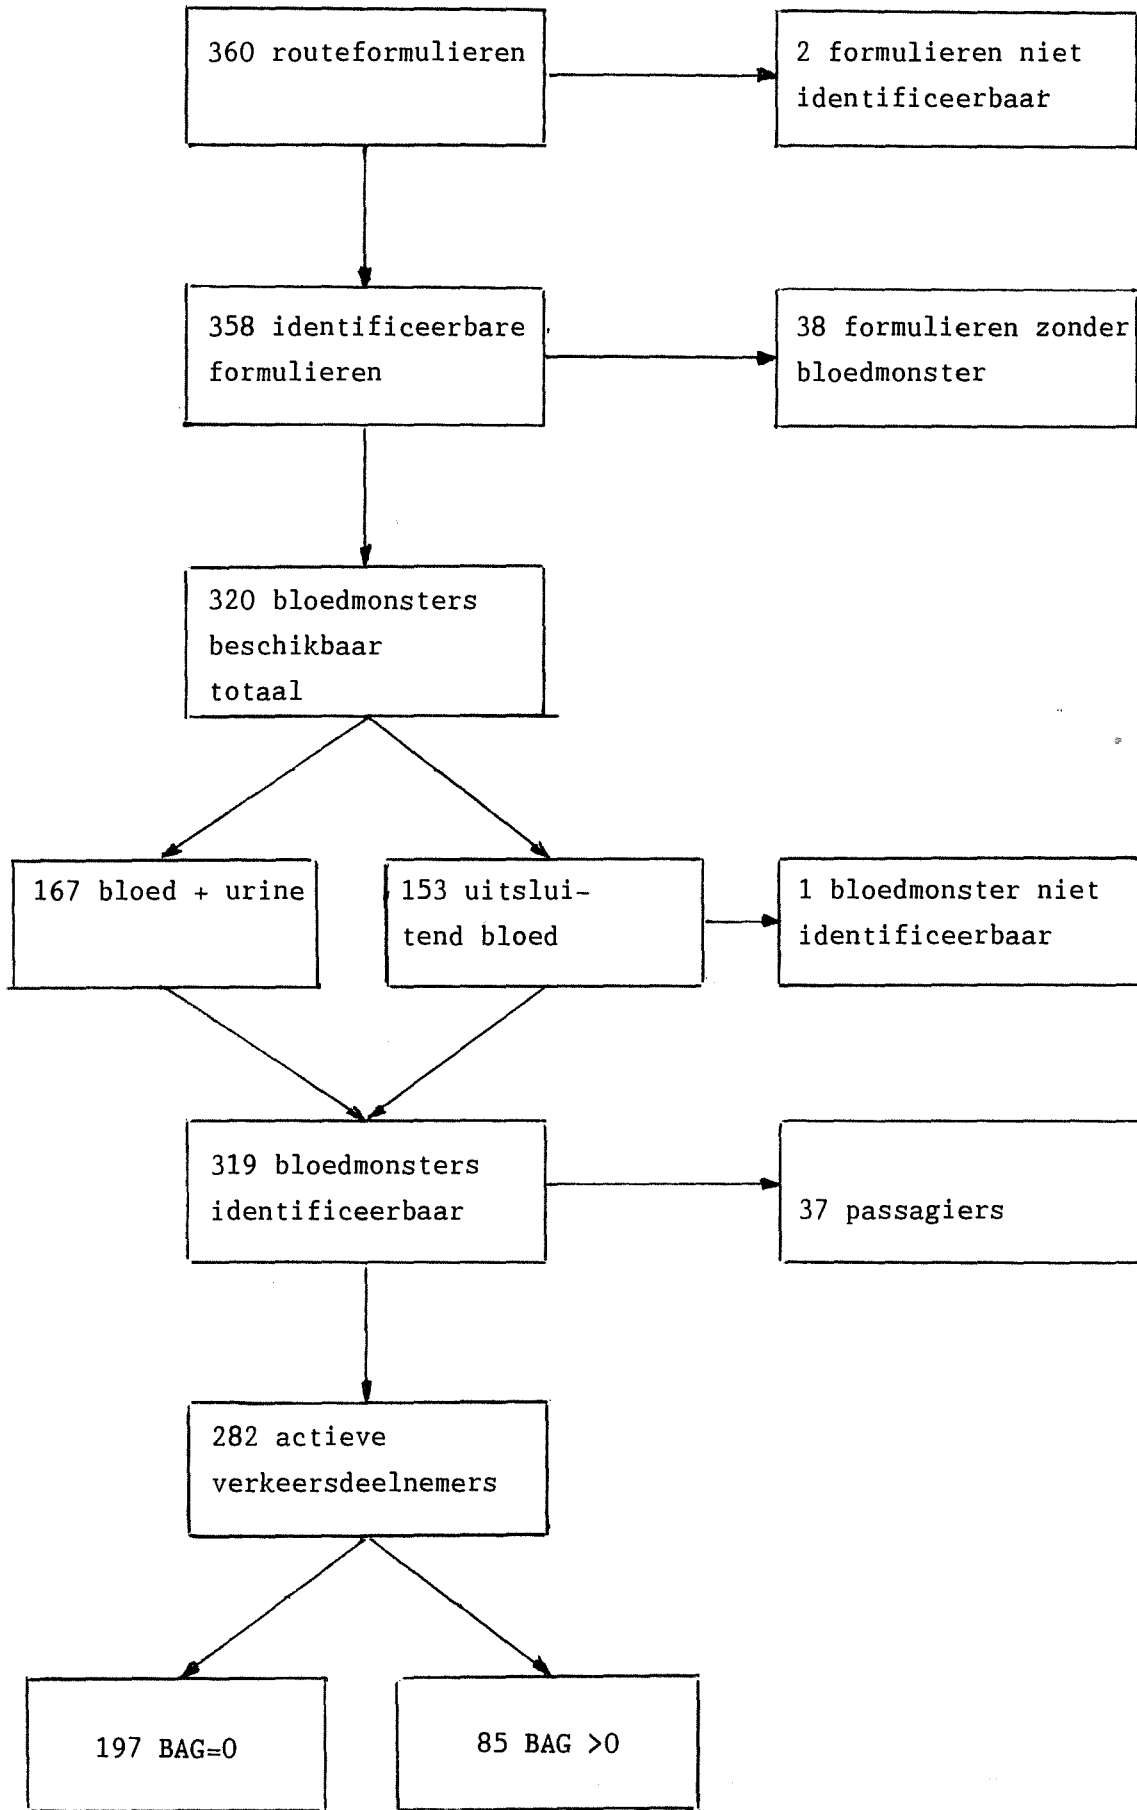 360 routeformulieren
2 formulieren niet
identificeerbaar
358 identificeerbare
formulieren
38 formulieren zonder
bloedmonster
320 bloedmonsters
beschikbaar
totaal
167 bloed + urine
153 uitslui-
tend bloed
1 bloedmonster niet
identificeerbaar
319 bloedmonsters
identificeerbaar
37 passagiers
282 actieve
verkeersdeelnemers
197 BAG=0
85 BAG >0